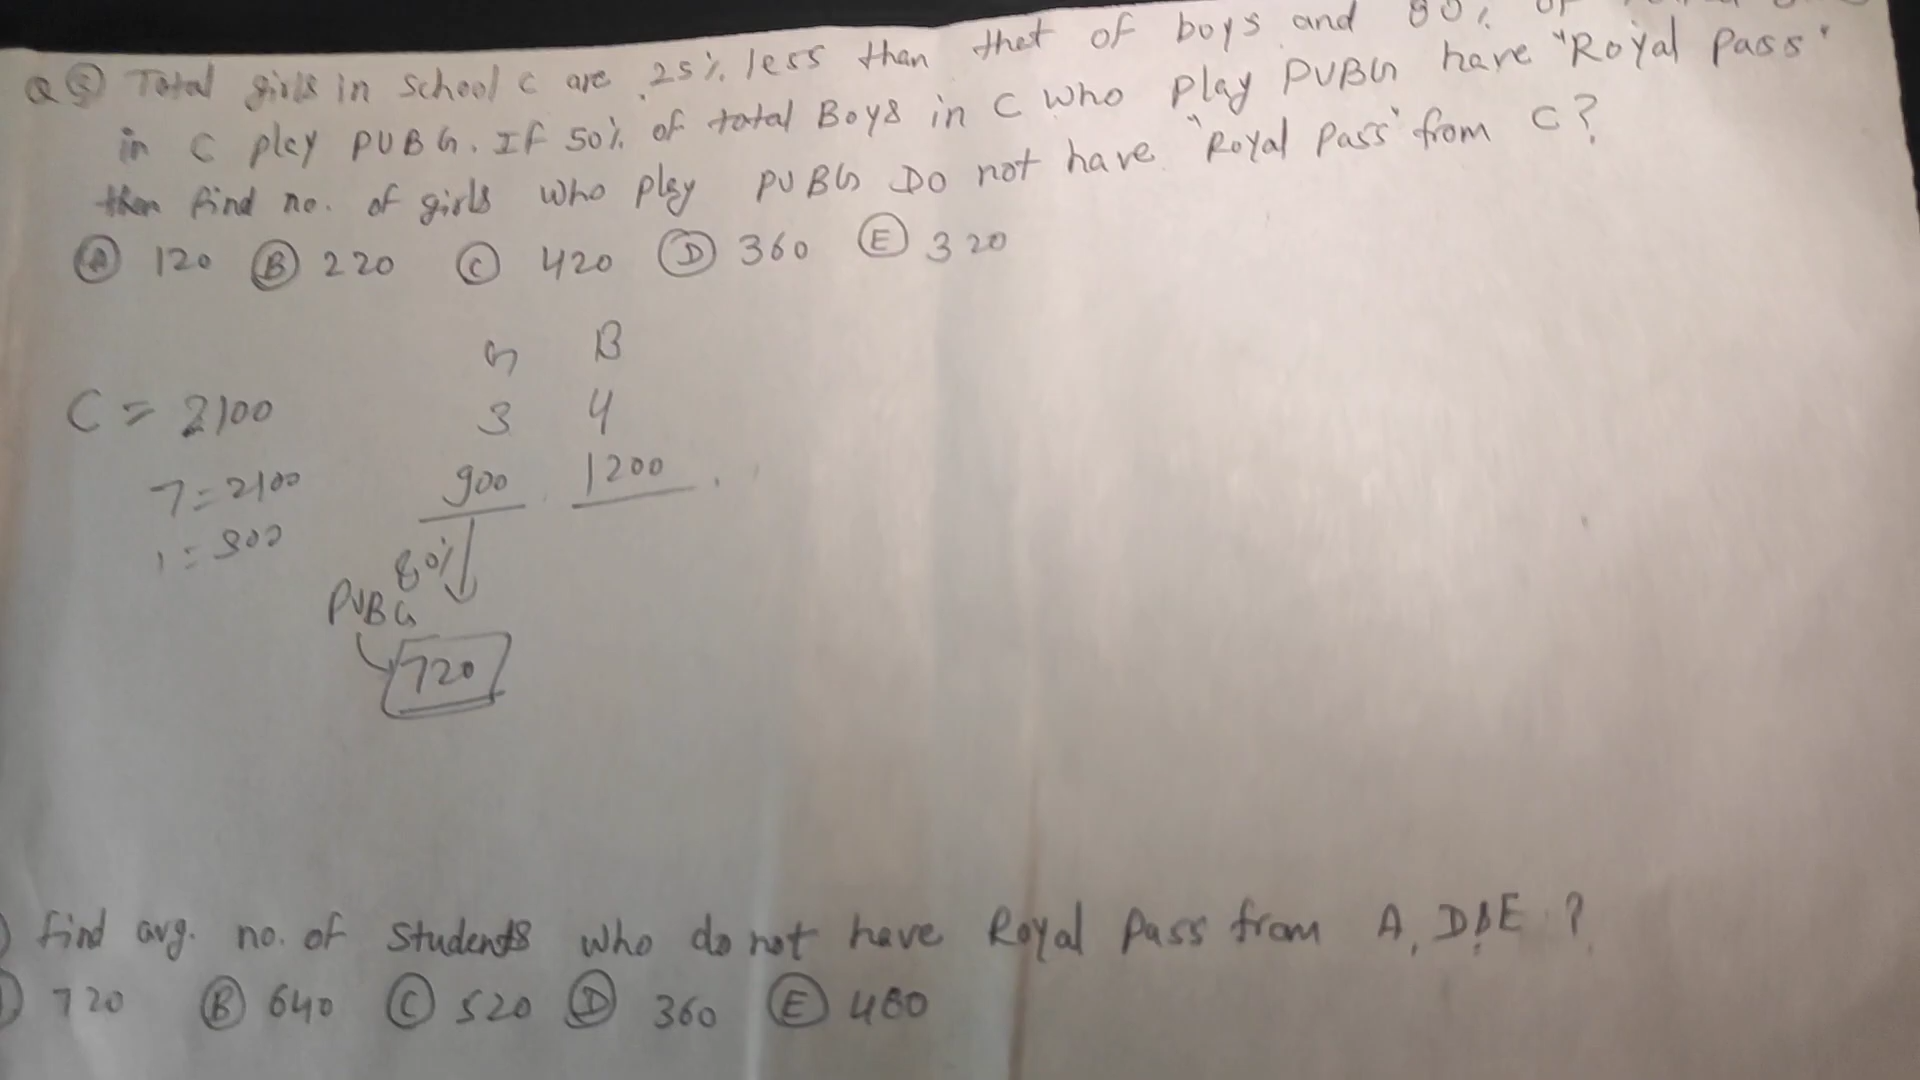 Q ⑤ Total girls in school C are 25% less than that of boys and 80% of
in C play PUBG. If 50% of total Boys in C who play PUBG have "Royal Pass"
then find no. of girls who play PUBG Do not have "Royal Pass" from C?
Ⓐ 120 Ⓑ 220 Ⓒ 420 Ⓓ 360 Ⓔ 320
G B
C = 2100 3 4
7 = 2100 900 1200
1 = 300
80%
PUBG
720
find avg. no. of students who do not have Royal Pass from A, D & E ?
720 Ⓑ 640 Ⓒ 520 Ⓓ 360 Ⓔ 480